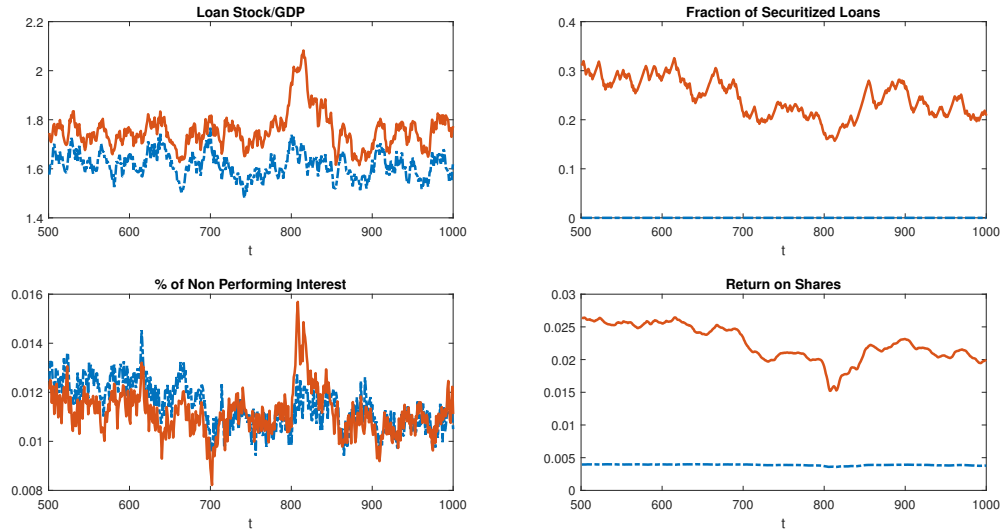 Loan Stock/GDP
2.2
2
1.8
1.6
1.4
500 600 700 800 900 1000
t
Fraction of Securitized Loans
0.4
0.3
0.2
0.1
0
500 600 700 800 900 1000
t
% of Non Performing Interest
0.016
0.014
0.012
0.01
0.008
500 600 700 800 900 1000
t
Return on Shares
0.03
0.025
0.02
0.015
0.01
0.005
0
500 600 700 800 900 1000
t